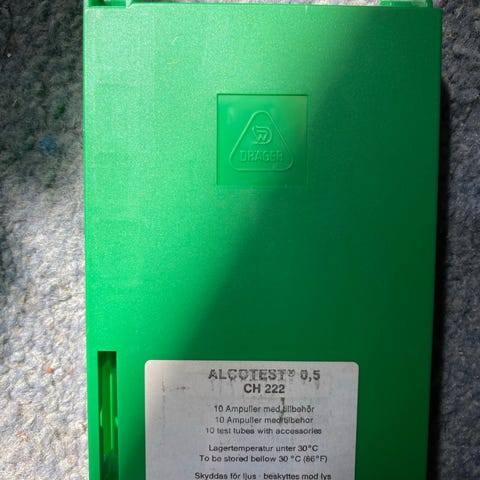 DRÄGER
ALCOTEST® 0,5
CH 222
10 Ampuller med tillbehör
10 Ampuller med tilbehør
10 test tubes with accessories
Lagertemperatur unter 30°C
To be stored bellow 30 °C (86°F)
Skyddas för ljus · beskyttes mod lys